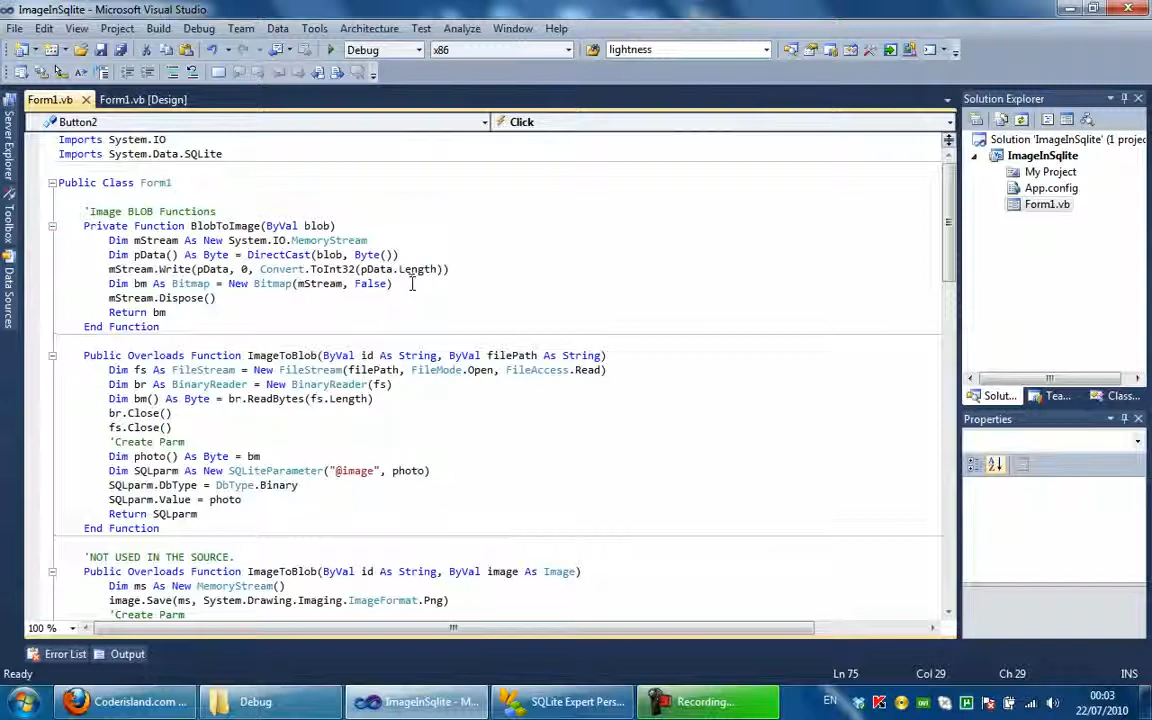 ImageInSqlite - Microsoft Visual Studio
File Edit View Project Build Debug Team Data Tools Architecture Test Analyze Window Help
Debug x86 lightness
Form1.vb Form1.vb [Design]
Button2 Click
Imports System.IO
Imports System.Data.SQLite
Public Class Form1
'Image BLOB Functions
Private Function BlobToImage(ByVal blob)
Dim mStream As New System.IO.MemoryStream
Dim pData() As Byte = DirectCast(blob, Byte())
mStream.Write(pData, 0, Convert.ToInt32(pData.Length))
Dim bm As Bitmap = New Bitmap(mStream, False)
mStream.Dispose()
Return bm
End Function
Public Overloads Function ImageToBlob(ByVal id As String, ByVal filePath As String)
Dim fs As FileStream = New FileStream(filePath, FileMode.Open, FileAccess.Read)
Dim br As BinaryReader = New BinaryReader(fs)
Dim bm() As Byte = br.ReadBytes(fs.Length)
br.Close()
fs.Close()
'Create Parm
Dim photo() As Byte = bm
Dim SQLparm As New SQLiteParameter("@image", photo)
SQLparm.DbType = DbType.Binary
SQLparm.Value = photo
Return SQLparm
End Function
'NOT USED IN THE SOURCE.
Public Overloads Function ImageToBlob(ByVal id As String, ByVal image As Image)
Dim ms As New MemoryStream()
image.Save(ms, System.Drawing.Imaging.ImageFormat.Png)
'Create Parm
100 %
Server Explorer
Toolbox
Data Sources
Solution Explorer
Solution 'ImageInSqlite' (1 proje
ImageInSqlite
My Project
App.config
Form1.vb
Solut... Tea... Class...
Properties
Error List Output
Ready Ln 75 Col 29 Ch 29 INS
Coderisland.com ... Debug ImageInSqlite - M... SQLite Expert Pers... Recording...
00:03
22/07/2010